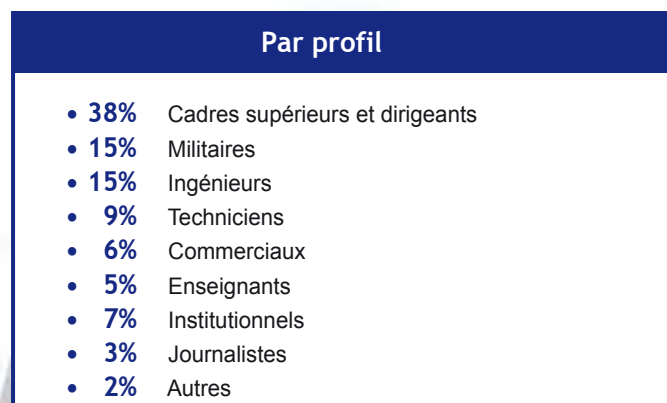 Par profil
• 38% Cadres supérieurs et dirigeants
• 15% Militaires
• 15% Ingénieurs
• 9% Techniciens
• 6% Commerciaux
• 5% Enseignants
• 7% Institutionnels
• 3% Journalistes
• 2% Autres